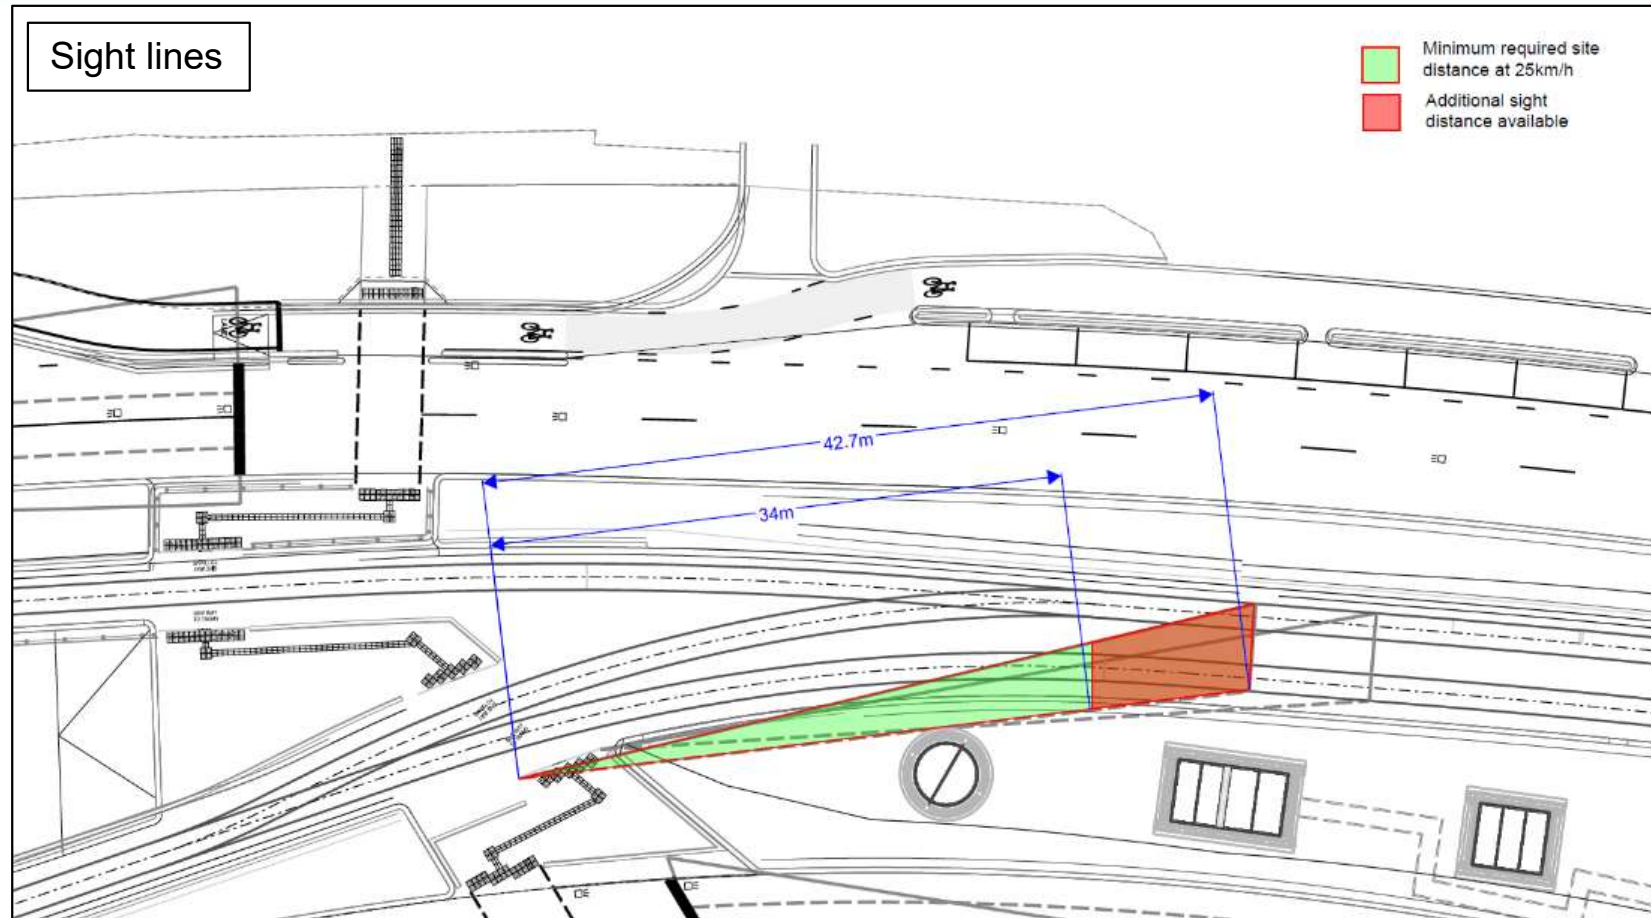 Sight lines
Minimum required site
distance at 25km/h
Additional sight
distance available
42.7m
34m